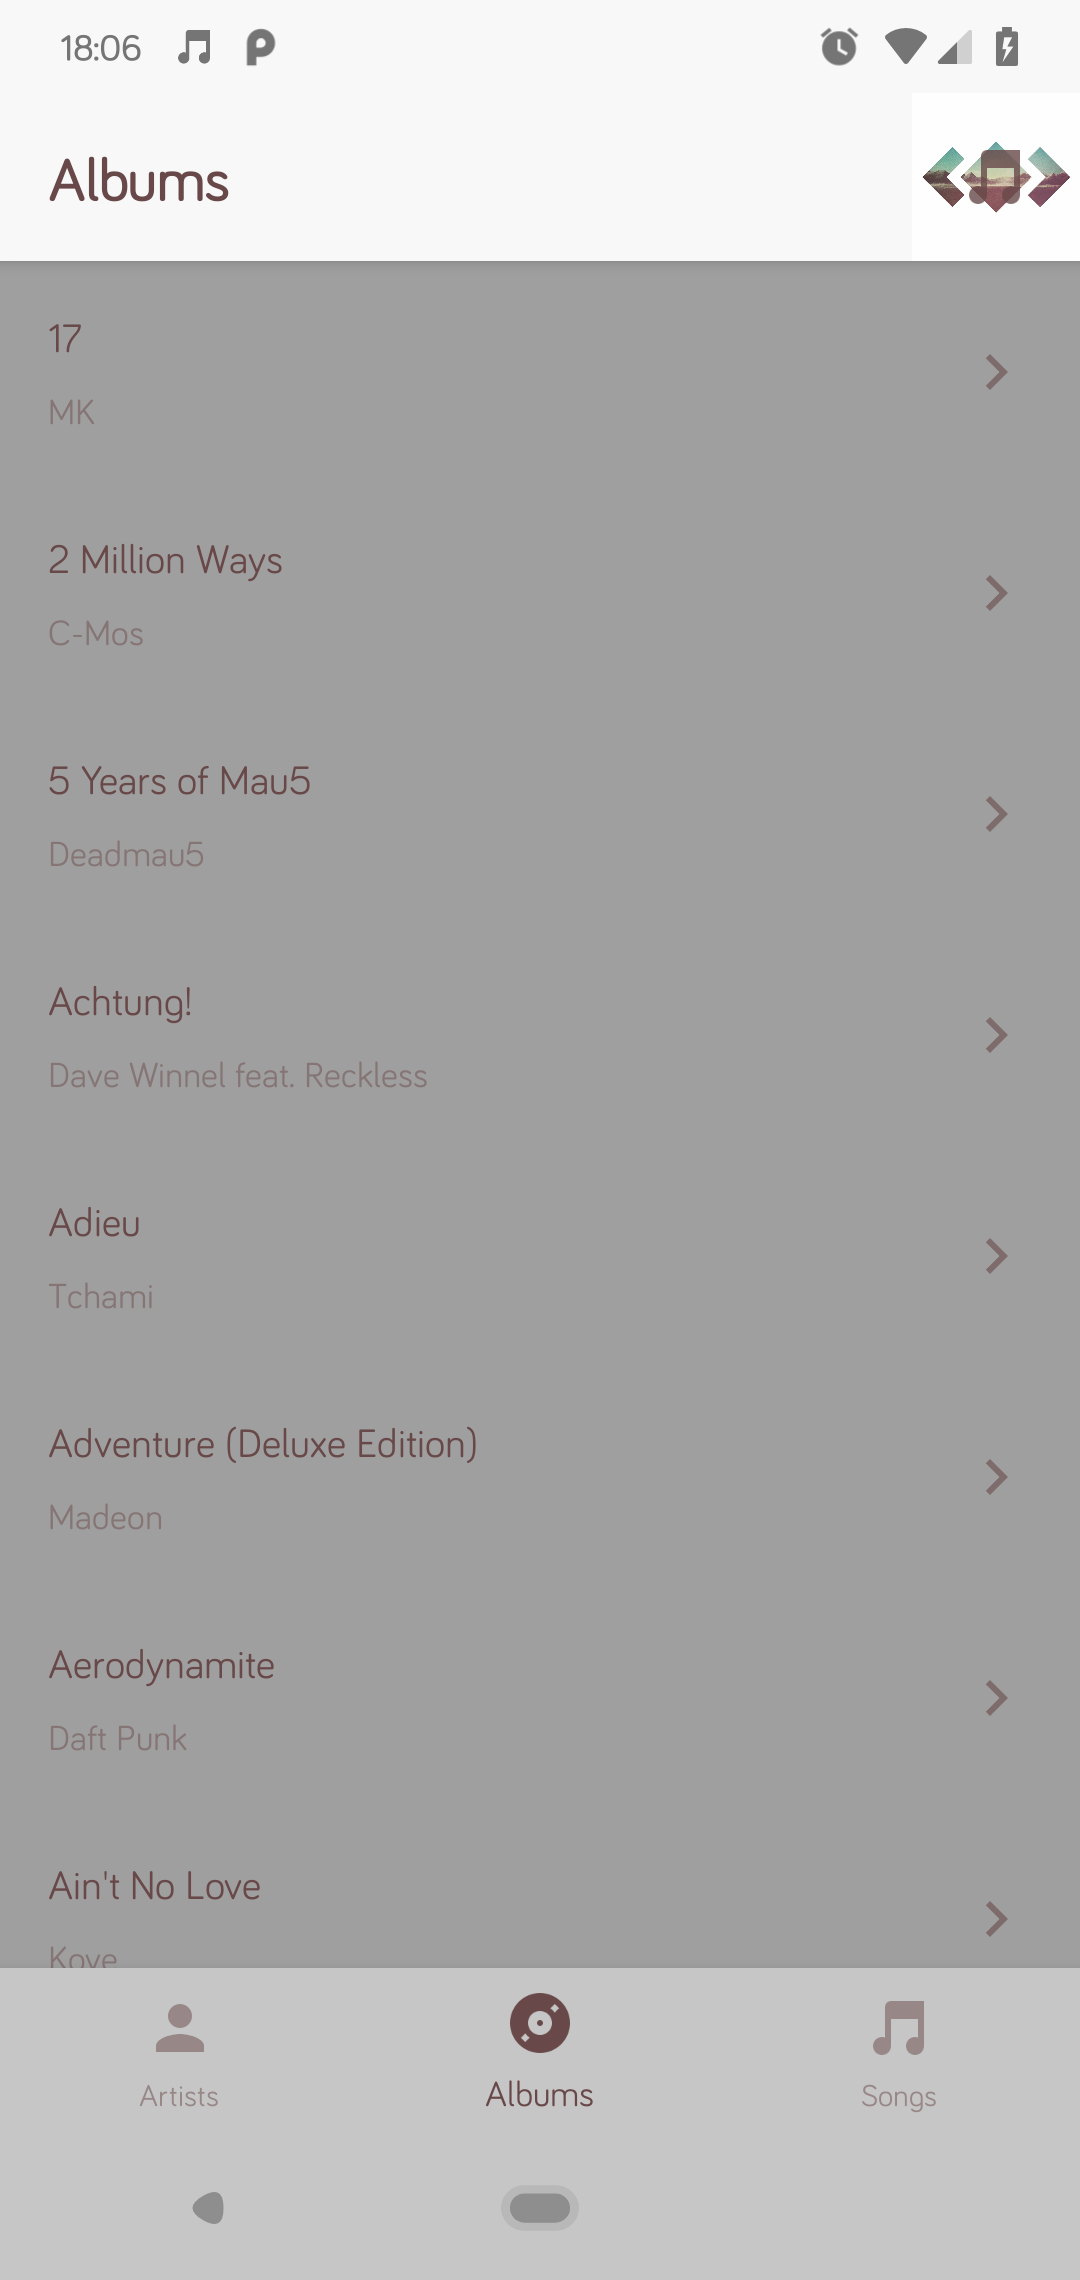 18:06
Albums
17
MK
2 Million Ways
C-Mos
5 Years of Mau5
Deadmau5
Achtung!
Dave Winnel feat. Reckless
Adieu
Tchami
Adventure (Deluxe Edition)
Madeon
Aerodynamite
Daft Punk
Ain't No Love
Kove
Artists
Albums
Songs